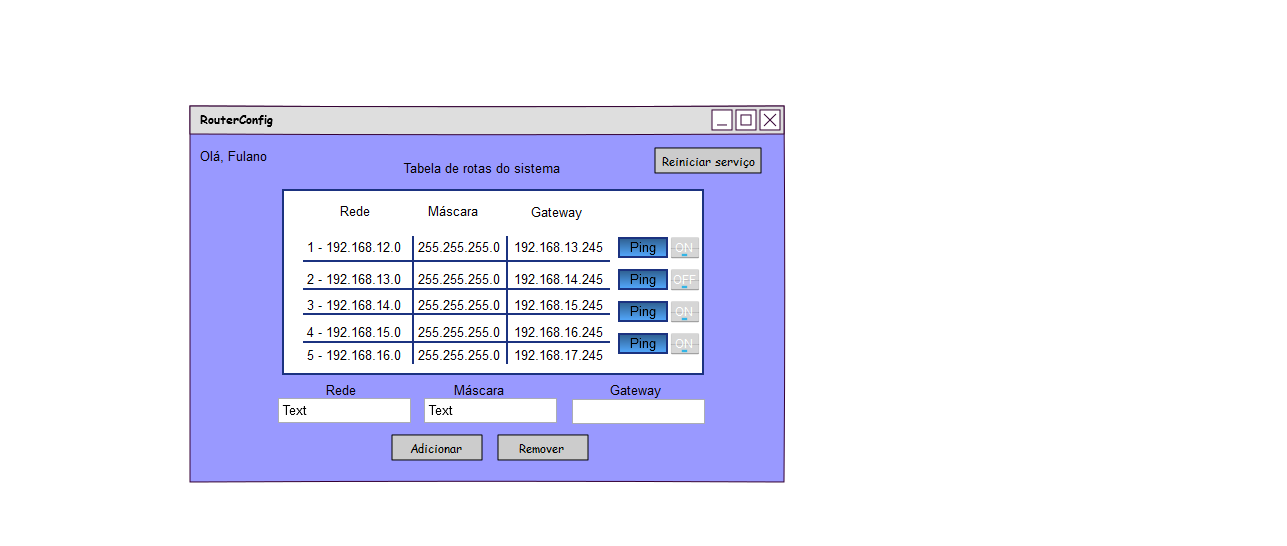 RouterConfig
Olá, Fulano
Tabela de rotas do sistema
Reiniciar serviço
Rede Máscara Gateway
1 - 192.168.12.0 255.255.255.0 192.168.13.245 Ping ON
2 - 192.168.13.0 255.255.255.0 192.168.14.245 Ping OFF
3 - 192.168.14.0 255.255.255.0 192.168.15.245 Ping ON
4 - 192.168.15.0 255.255.255.0 192.168.16.245 Ping ON
5 - 192.168.16.0 255.255.255.0 192.168.17.245
Rede Máscara Gateway
Text Text
Adicionar Remover